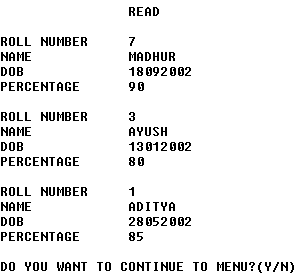 READ
ROLL NUMBER 7
NAME MADHUR
DOB 18092002
PERCENTAGE 90
ROLL NUMBER 3
NAME AYUSH
DOB 13012002
PERCENTAGE 80
ROLL NUMBER 1
NAME ADITYA
DOB 28052002
PERCENTAGE 85
DO YOU WANT TO CONTINUE TO MENU?(Y/N)